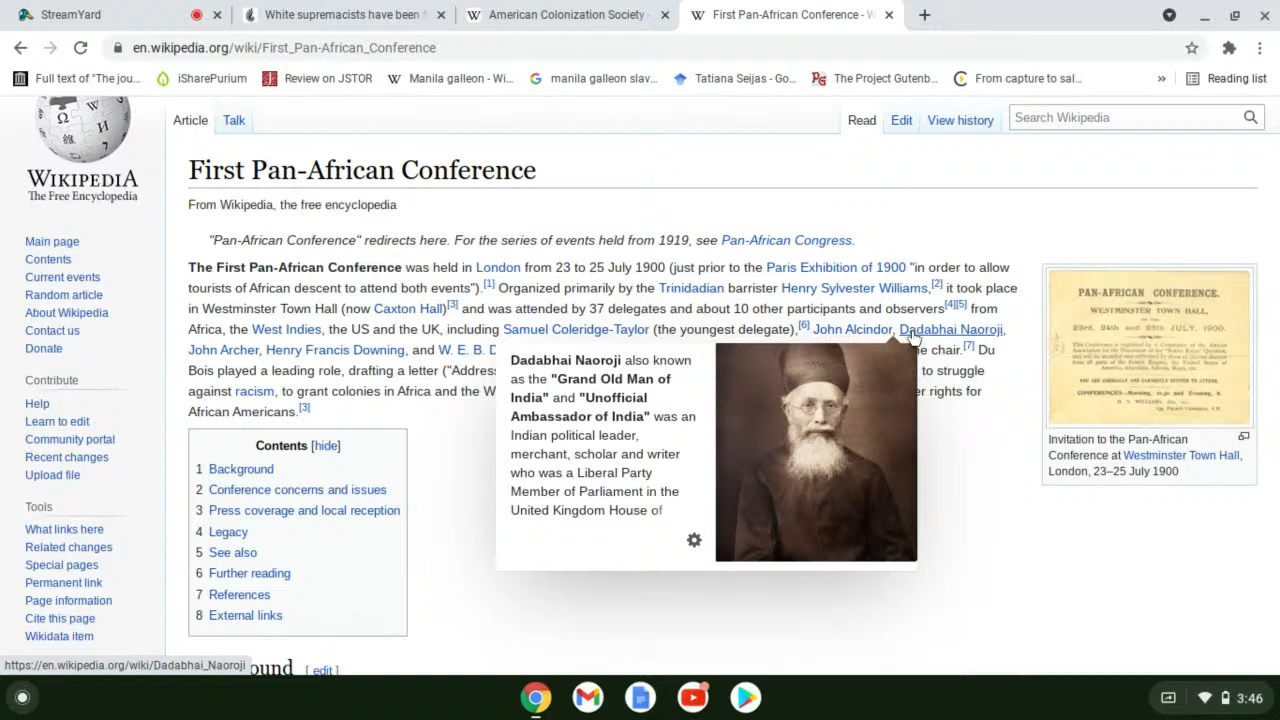 StreamYard
White supremacists have been f
American Colonization Society -
First Pan-African Conference - W
en.wikipedia.org/wiki/First_Pan-African_Conference
Full text of "The jou...
iSharePurium
Review on JSTOR
Manila galleon - Wi...
manila galleon slav...
Tatiana Seijas - Go...
The Project Gutenb...
From capture to sal...
»
Reading list
WIKIPEDIA
The Free Encyclopedia
Main page
Contents
Current events
Random article
About Wikipedia
Contact us
Donate
Contribute
Help
Learn to edit
Community portal
Recent changes
Upload file
Tools
What links here
Related changes
Special pages
Permanent link
Page information
Cite this page
Wikidata item
Article
Talk
Read
Edit
View history
Search Wikipedia
First Pan-African Conference
From Wikipedia, the free encyclopedia
"Pan-African Conference" redirects here. For the series of events held from 1919, see Pan-African Congress.
The First Pan-African Conference was held in London from 23 to 25 July 1900 (just prior to the Paris Exhibition of 1900 "in order to allow
tourists of African descent to attend both events").[1] Organized primarily by the Trinidadian barrister Henry Sylvester Williams,[2] it took place
in Westminster Town Hall (now Caxton Hall)[3] and was attended by 37 delegates and about 10 other participants and observers[4][5] from
Africa, the West Indies, the US and the UK, including Samuel Coleridge-Taylor (the youngest delegate),[6] John Alcindor, Dadabhai Naoroji,
John Archer, Henry Francis Downing, and W. E. B. D e chair.[7] Du
Bois played a leading role, drafting a letter ("Addres to struggle
against racism, to grant colonies in Africa and the W er rights for
African Americans.[3]
Dadabhai Naoroji also known
as the "Grand Old Man of
India" and "Unofficial
Ambassador of India" was an
Indian political leader,
merchant, scholar and writer
who was a Liberal Party
Member of Parliament in the
United Kingdom House of
Contents [hide]
1 Background
2 Conference concerns and issues
3 Press coverage and local reception
4 Legacy
5 See also
6 Further reading
7 References
8 External links
PAN-AFRICAN CONFERENCE.
WESTMINSTER TOWN HALL,
23rd, 24th and 25th JULY, 1900.
Invitation to the Pan-African
Conference at Westminster Town Hall,
London, 23–25 July 1900
ound [ edit ]
https://en.wikipedia.org/wiki/Dadabhai_Naoroji
3:46